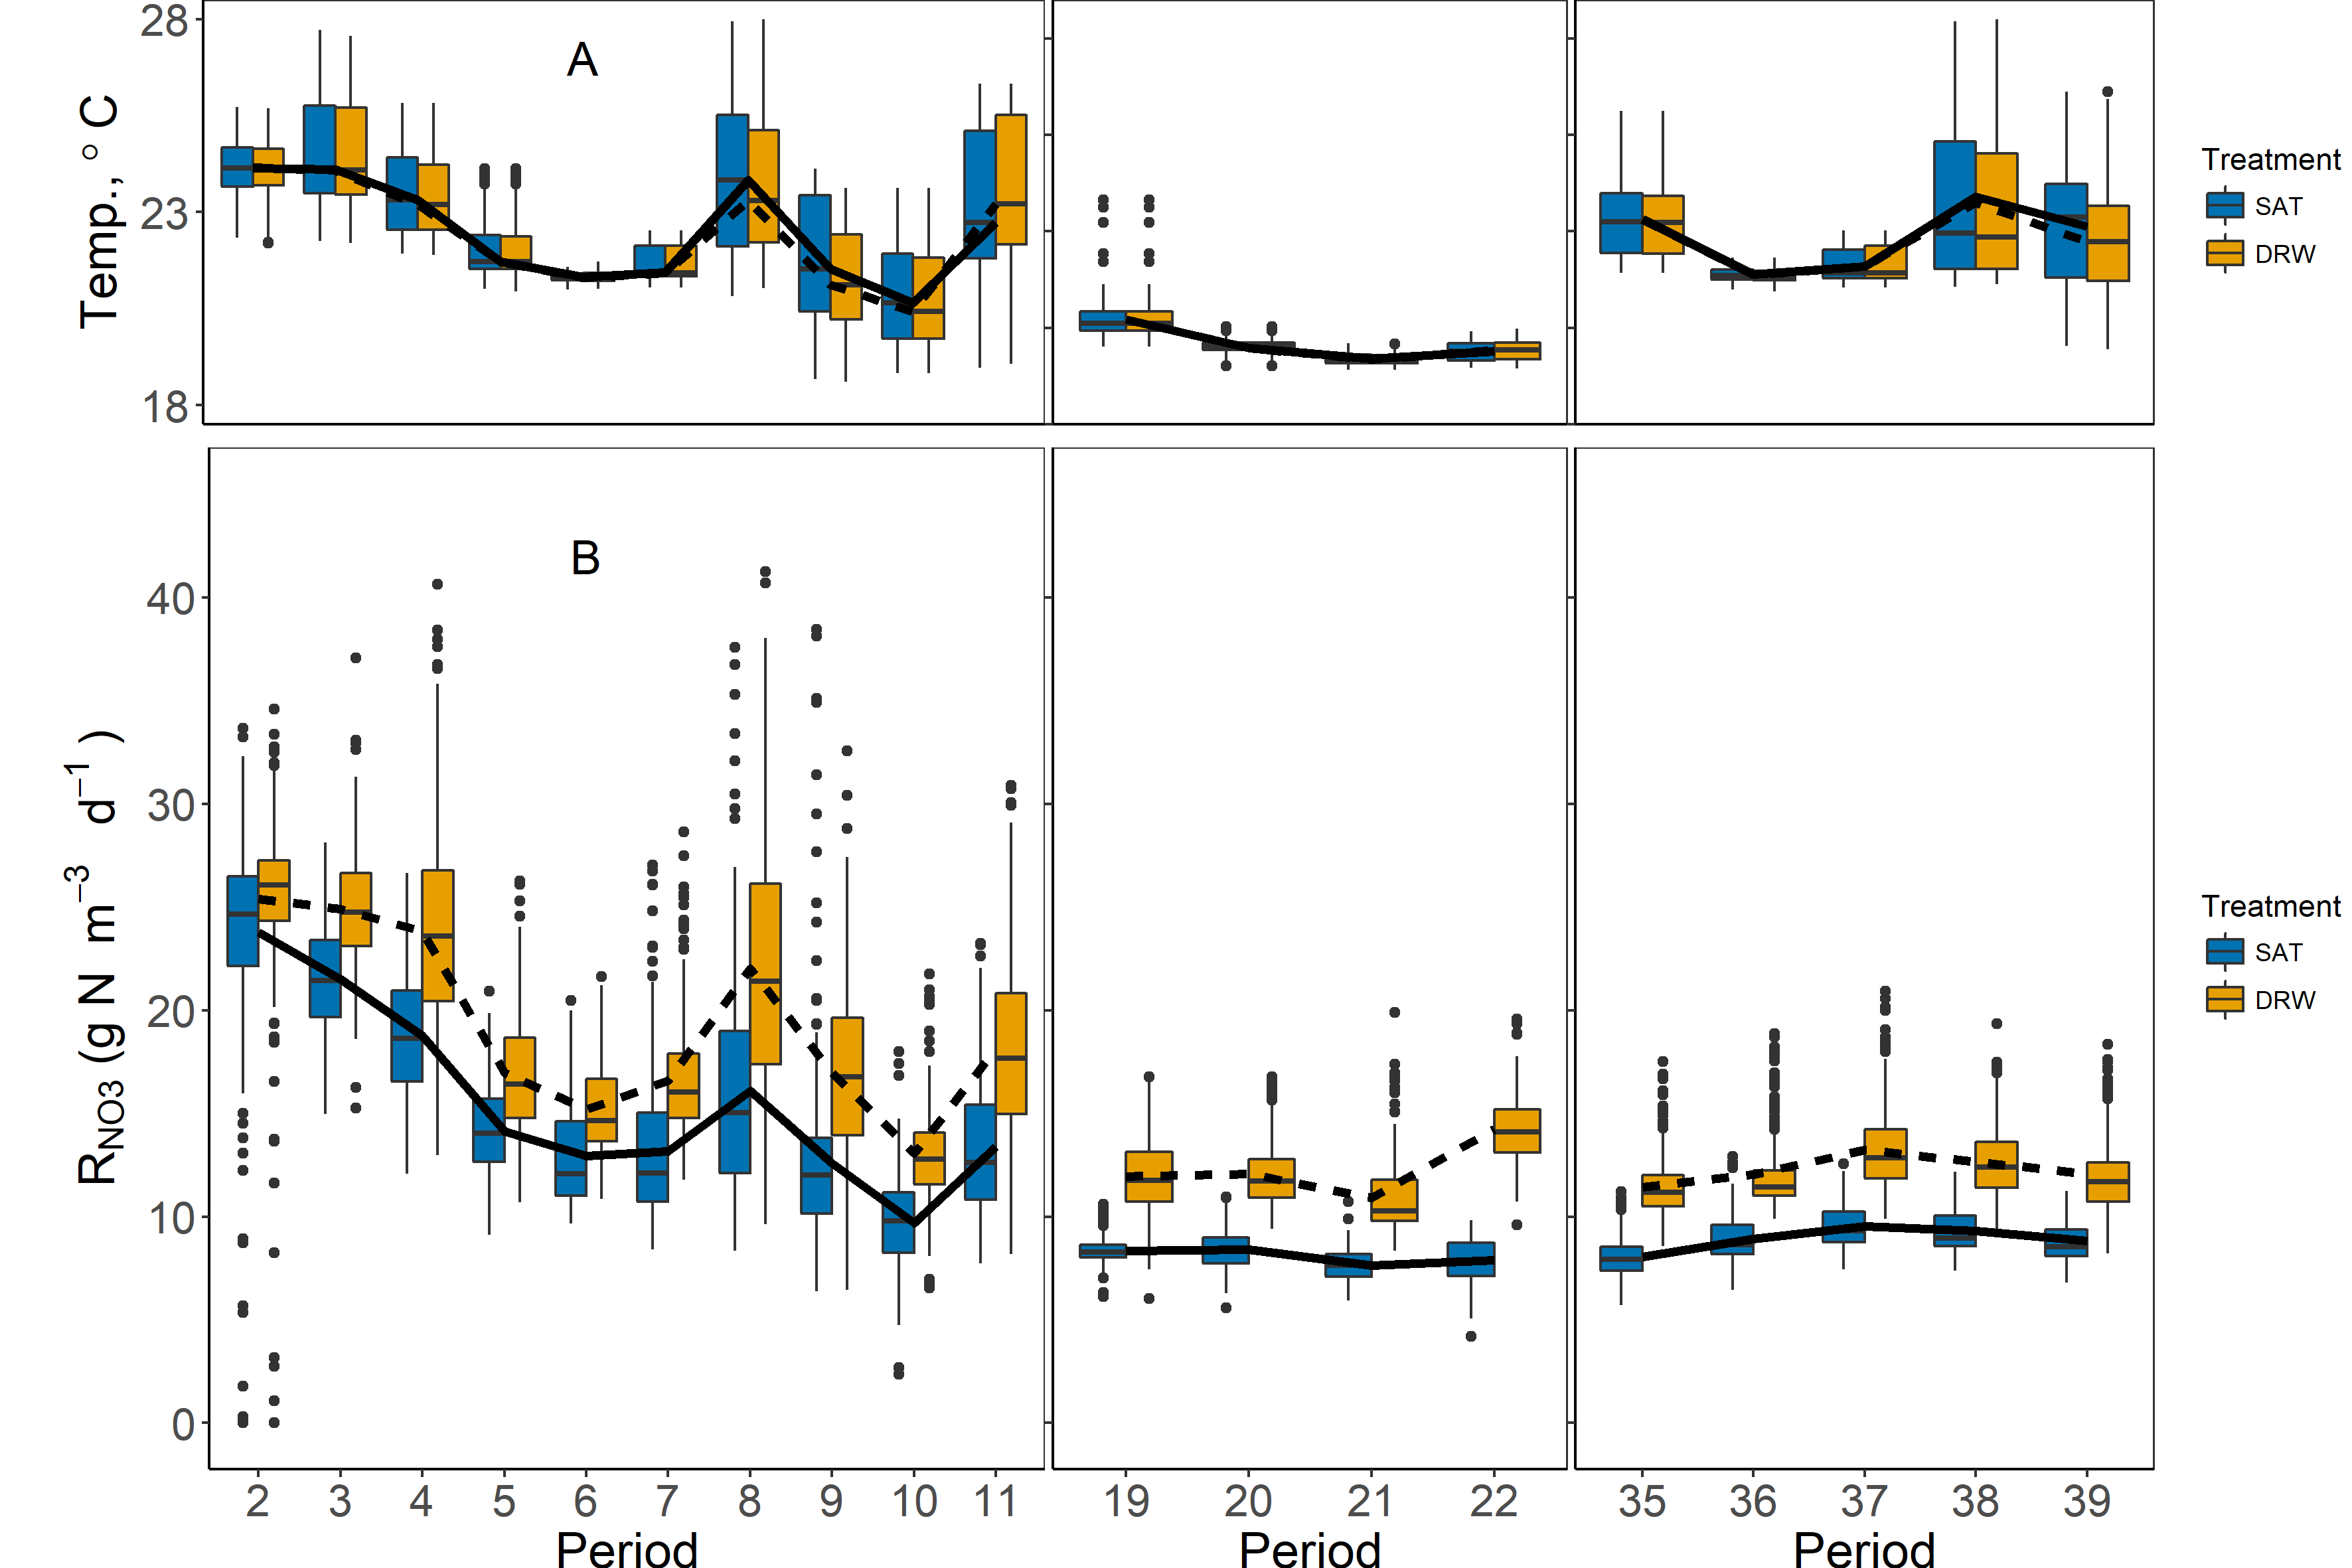 A
Temp., ° C
28
23
18
Treatment
SAT
DRW
B
R_NO3 (g N m⁻³ d⁻¹)
40
30
20
10
0
Treatment
SAT
DRW
2 3 4 5 6 7 8 9 10 11 19 20 21 22 35 36 37 38 39
Period Period Period